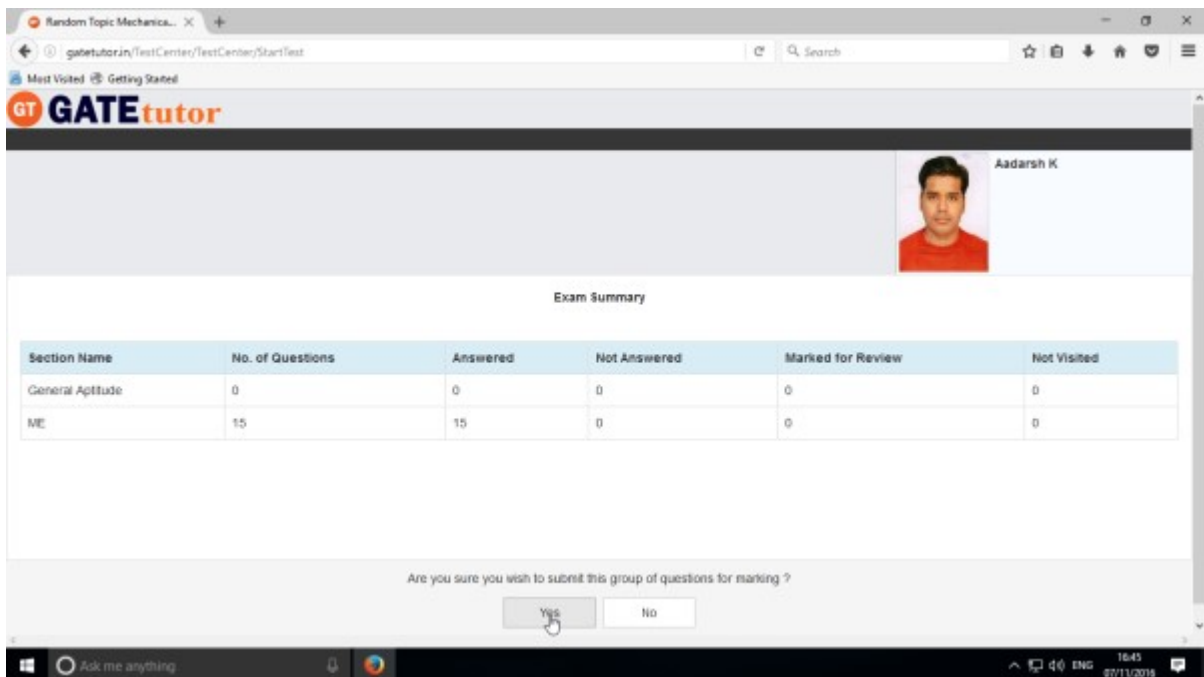 Random Topic Mechanica...
gatetutor.in/TestCenter/TestCenter/StartTest
Search
Most Visited Getting Started
GT GATEtutor
Aadarsh K
Exam Summary
Section Name No. of Questions Answered Not Answered Marked for Review Not Visited
General Aptitude 0 0 0 0 0
ME 15 15 0 0 0
Are you sure you wish to submit this group of questions for marking ?
Yes No
Ask me anything ENG 16:45
07/11/2016